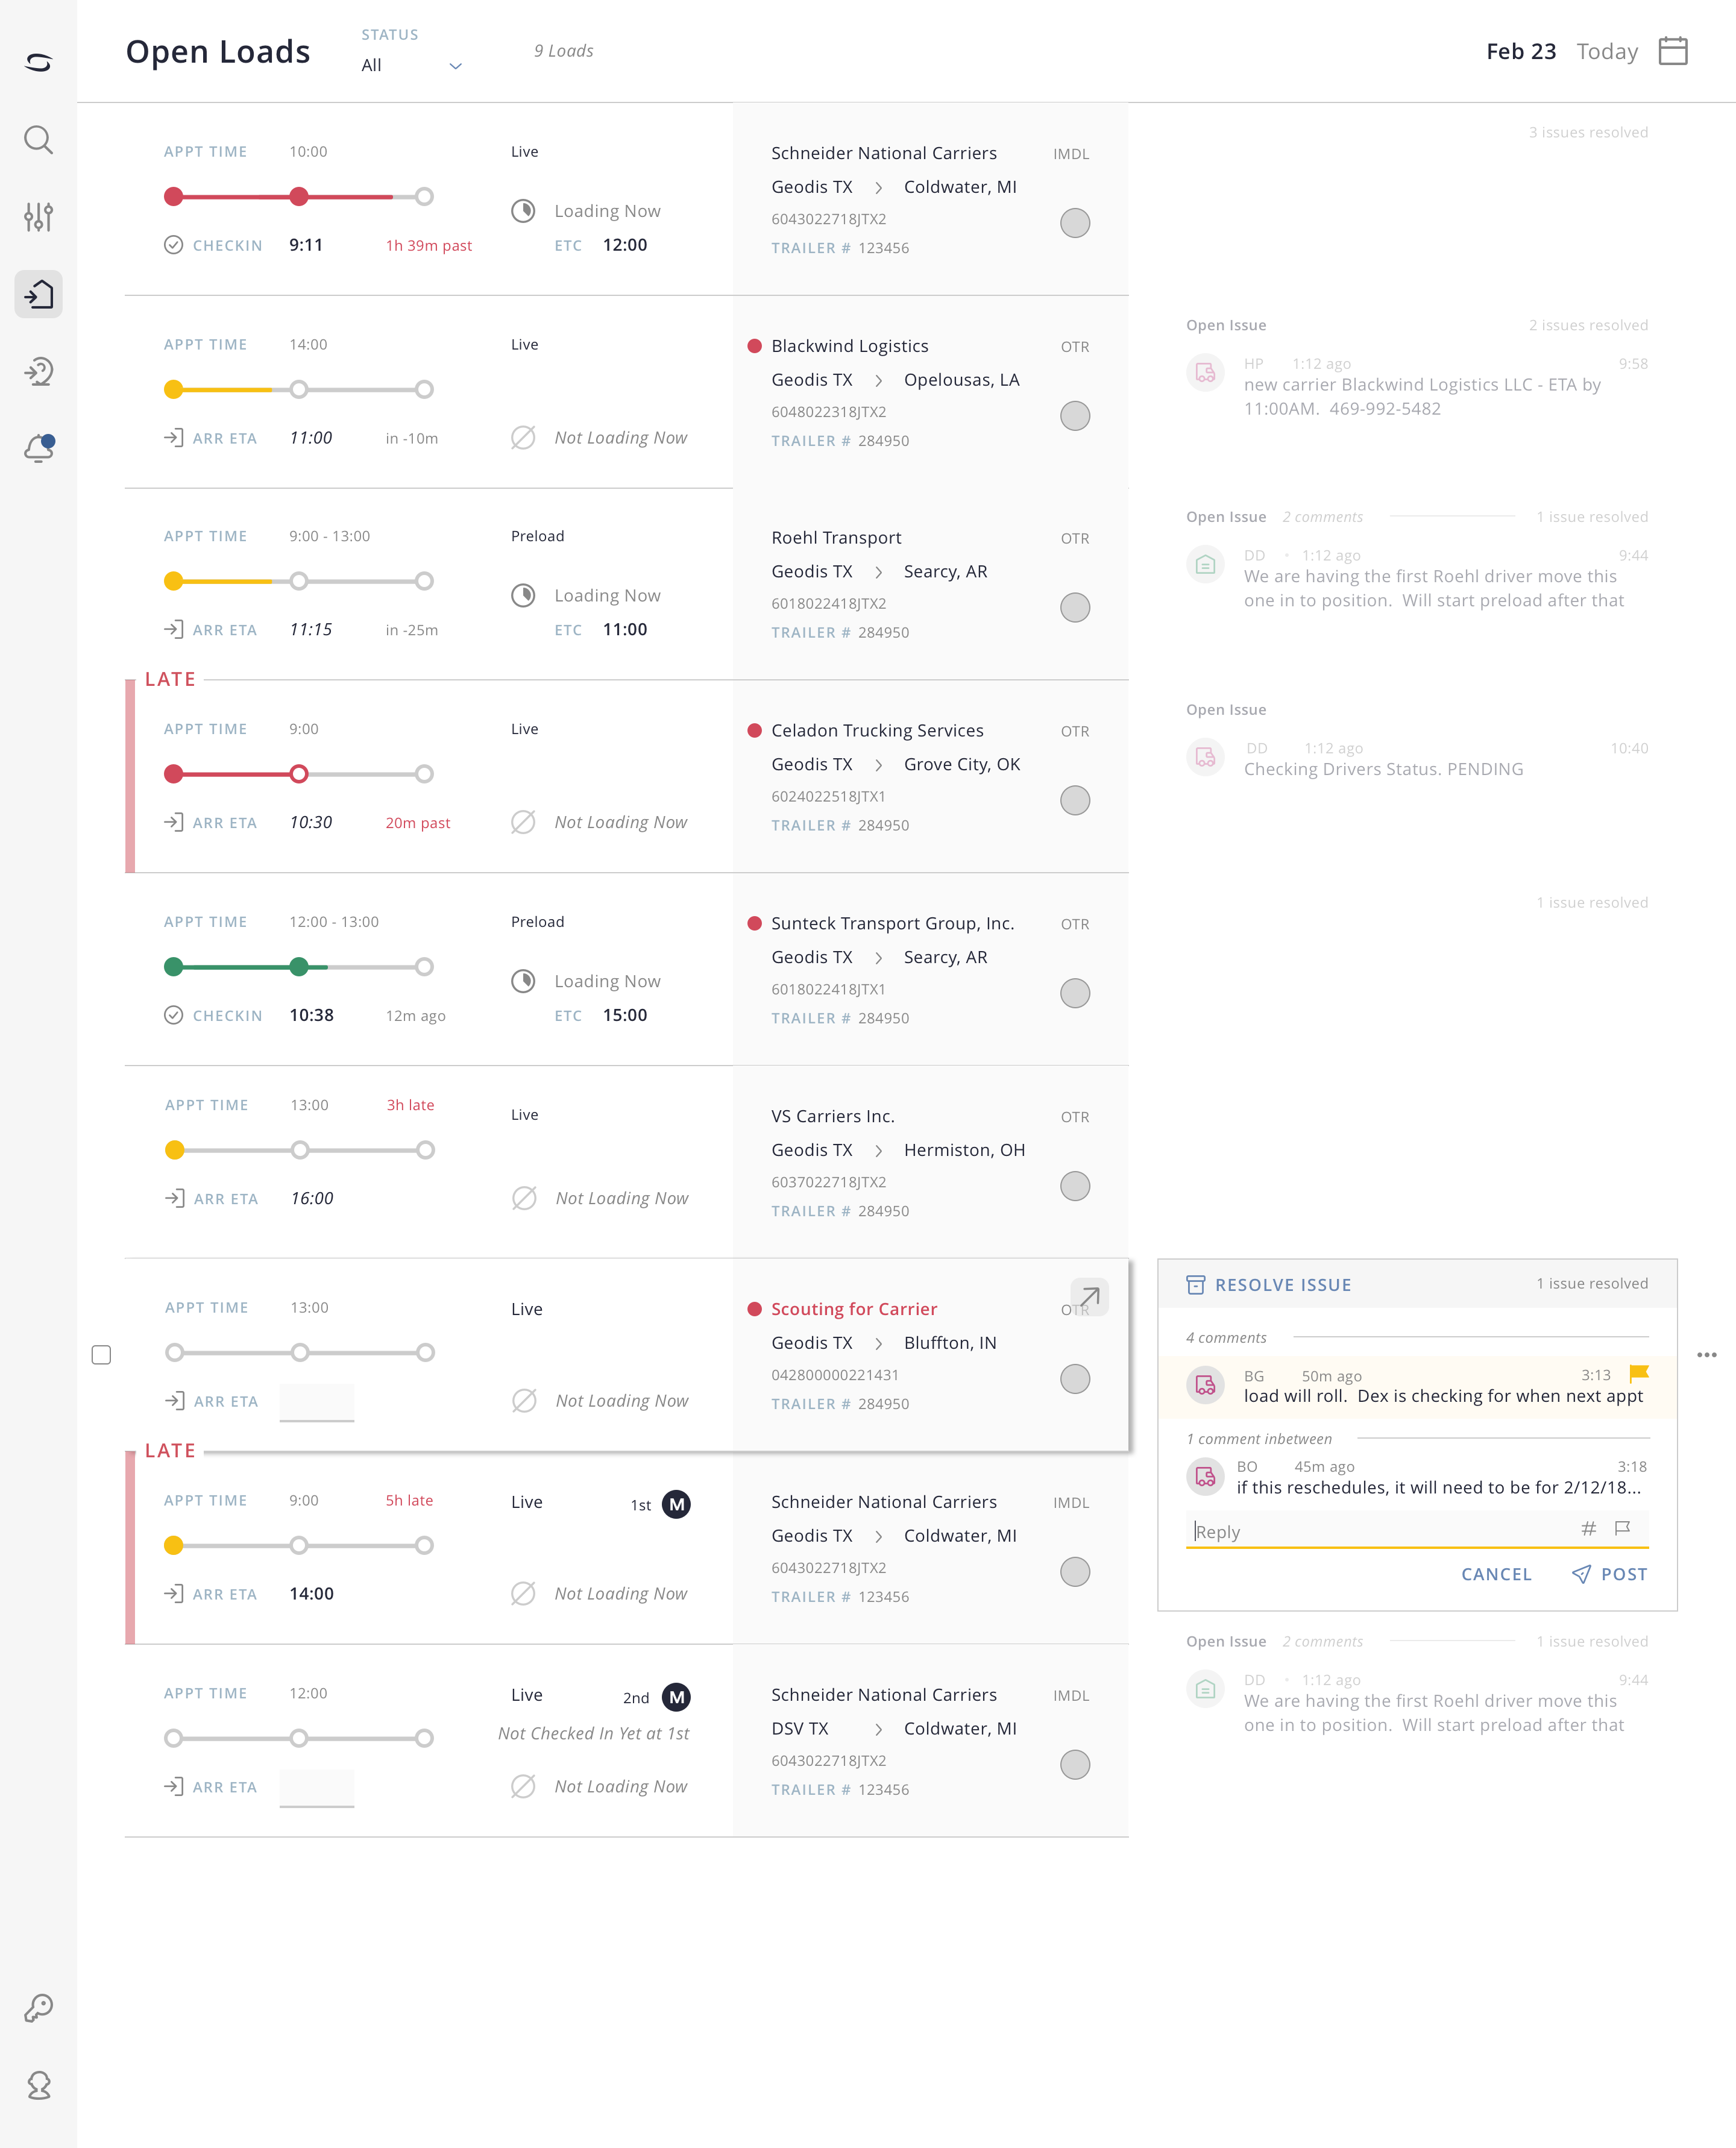 Open Loads
STATUS
All
9 Loads
Feb 23 Today
APPT TIME 10:00
CHECKIN 9:11 1h 39m past
Live
Loading Now
ETC 12:00
Schneider National Carriers IMDL
Geodis TX > Coldwater, MI
6043022718JTX2
TRAILER # 123456
3 issues resolved
APPT TIME 14:00
ARR ETA 11:00 in -10m
Live
Not Loading Now
Blackwind Logistics OTR
Geodis TX > Opelousas, LA
6048022318JTX2
TRAILER # 284950
Open Issue 2 issues resolved
HP 1:12 ago 9:58
new carrier Blackwind Logistics LLC - ETA by
11:00AM. 469-992-5482
APPT TIME 9:00 - 13:00
ARR ETA 11:15 in -25m
Preload
Loading Now
ETC 11:00
Roehl Transport OTR
Geodis TX > Searcy, AR
6018022418JTX2
TRAILER # 284950
Open Issue 2 comments 1 issue resolved
DD • 1:12 ago 9:44
We are having the first Roehl driver move this
one in to position. Will start preload after that
LATE
APPT TIME 9:00
ARR ETA 10:30 20m past
Live
Not Loading Now
Celadon Trucking Services OTR
Geodis TX > Grove City, OK
6024022518JTX1
TRAILER # 284950
Open Issue
DD 1:12 ago 10:40
Checking Drivers Status. PENDING
APPT TIME 12:00 - 13:00
CHECKIN 10:38 12m ago
Preload
Loading Now
ETC 15:00
Sunteck Transport Group, Inc. OTR
Geodis TX > Searcy, AR
6018022418JTX1
TRAILER # 284950
1 issue resolved
APPT TIME 13:00 3h late
ARR ETA 16:00
Live
Not Loading Now
VS Carriers Inc. OTR
Geodis TX > Hermiston, OH
6037022718JTX2
TRAILER # 284950
APPT TIME 13:00
ARR ETA
Live
Not Loading Now
Scouting for Carrier OTR
Geodis TX > Bluffton, IN
042800000221431
TRAILER # 284950
RESOLVE ISSUE 1 issue resolved
4 comments
BG 50m ago 3:13
load will roll. Dex is checking for when next appt
1 comment inbetween
BO 45m ago 3:18
if this reschedules, it will need to be for 2/12/18...
Reply #
CANCEL POST
LATE
APPT TIME 9:00 5h late
ARR ETA 14:00
Live 1st M
Not Loading Now
Schneider National Carriers IMDL
Geodis TX > Coldwater, MI
6043022718JTX2
TRAILER # 123456
Open Issue 2 comments 1 issue resolved
DD • 1:12 ago 9:44
We are having the first Roehl driver move this
one in to position. Will start preload after that
APPT TIME 12:00
ARR ETA
Live 2nd M
Not Checked In Yet at 1st
Not Loading Now
Schneider National Carriers IMDL
DSV TX > Coldwater, MI
6043022718JTX2
TRAILER # 123456